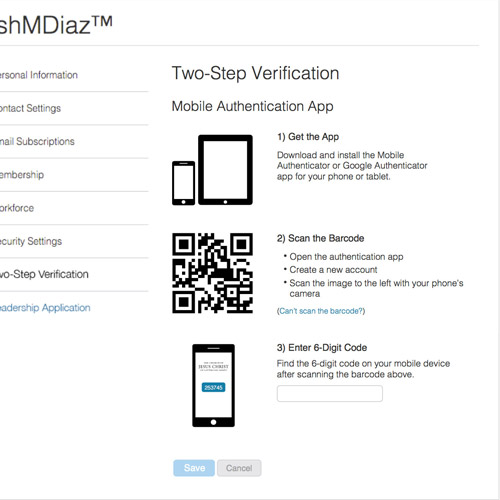 shMDiaz™
ersonal Information
ontact Settings
mail Subscriptions
embership
orkforce
ecurity Settings
wo-Step Verification
eadership Application
Two-Step Verification
Mobile Authentication App
1) Get the App
Download and install the Mobile
Authenticator or Google Authenticator
app for your phone or tablet.
2) Scan the Barcode
• Open the authentication app
• Create a new account
• Scan the image to the left with your phone's
camera
(Can't scan the barcode?)
3) Enter 6-Digit Code
Find the 6-digit code on your mobile device
after scanning the barcode above.
JESUS CHRIST
253745
Save
Cancel